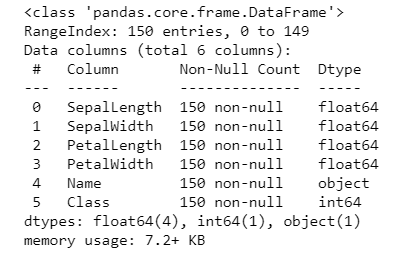 <class 'pandas.core.frame.DataFrame'>
RangeIndex: 150 entries, 0 to 149
Data columns (total 6 columns):
 #   Column       Non-Null Count  Dtype
---  ------       --------------  -----
 0   SepalLength  150 non-null    float64
 1   SepalWidth   150 non-null    float64
 2   PetalLength  150 non-null    float64
 3   PetalWidth   150 non-null    float64
 4   Name         150 non-null    object
 5   Class        150 non-null    int64
dtypes: float64(4), int64(1), object(1)
memory usage: 7.2+ KB